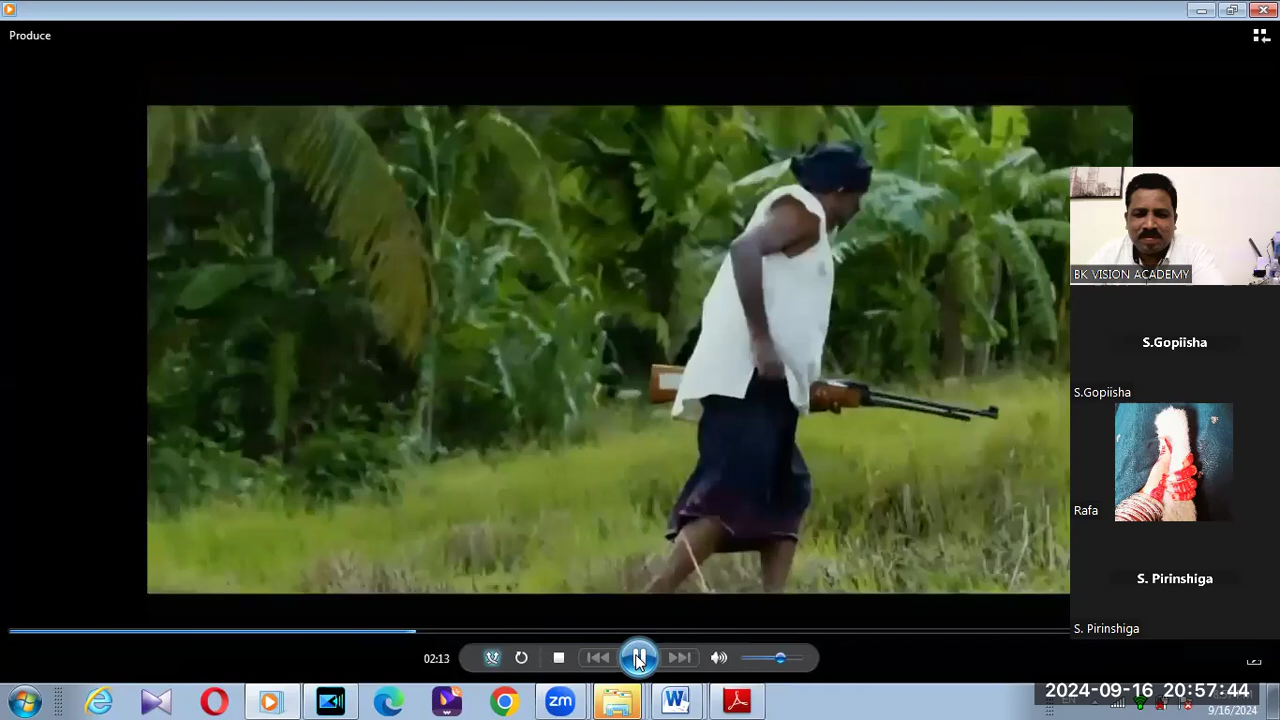 Produce
BK VISION ACADEMY
S.Gopiisha
S.Gopiisha
Rafa
S. Pirinshiga
S. Pirinshiga
02:13
zm
W
2024-09-16 20:57:44
9/16/2024